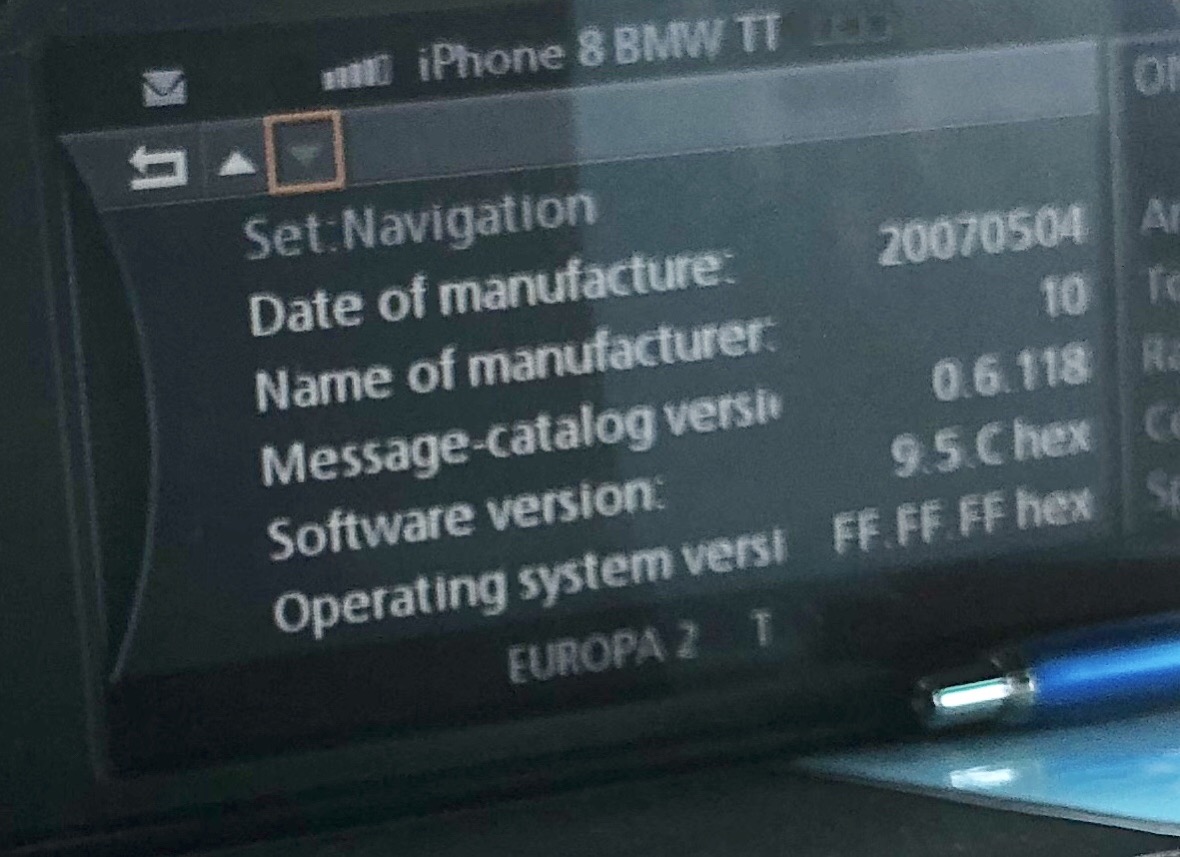 iPhone 8 BMW TT
Set:Navigation
Date of manufacture: 20070504
Name of manufacturer: 10
Message-catalog versi 0.6.118
Software version: 9.5.C hex
Operating system versi FF.FF.FF hex
EUROPA 2 T